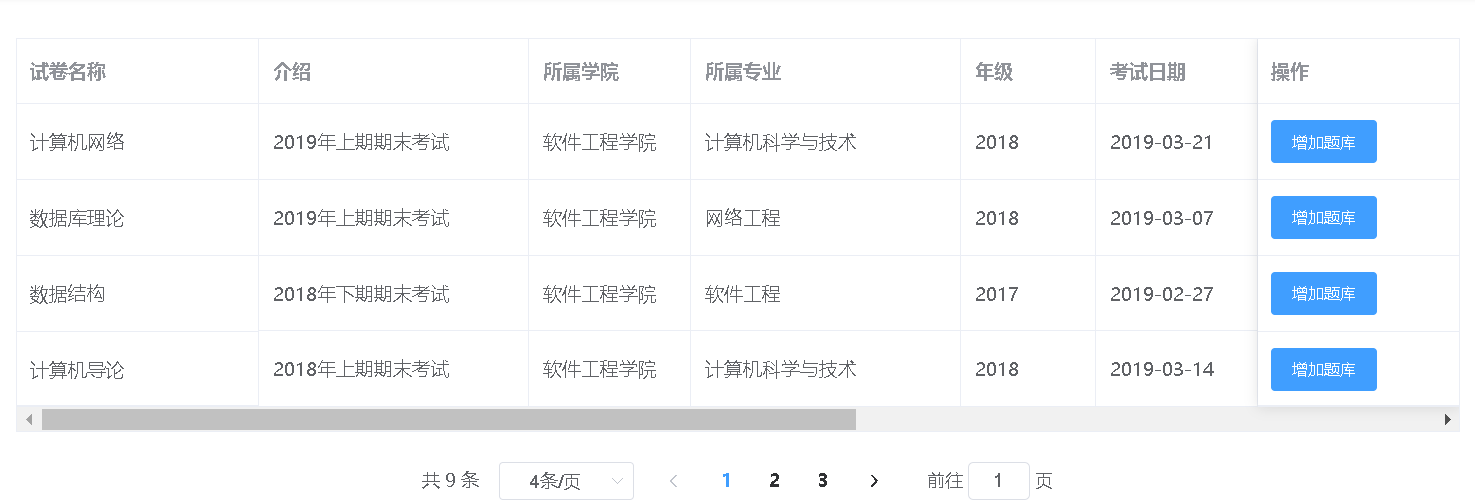 试卷名称 介绍 所属学院 所属专业 年级 考试日期 操作
计算机网络 2019年上期期末考试 软件工程学院 计算机科学与技术 2018 2019-03-21 增加题库
数据库理论 2019年上期期末考试 软件工程学院 网络工程 2018 2019-03-07 增加题库
数据结构 2018年下期期末考试 软件工程学院 软件工程 2017 2019-02-27 增加题库
计算机导论 2018年上期期末考试 软件工程学院 计算机科学与技术 2018 2019-03-14 增加题库
共 9 条 4条/页 1 2 3 前往 1 页